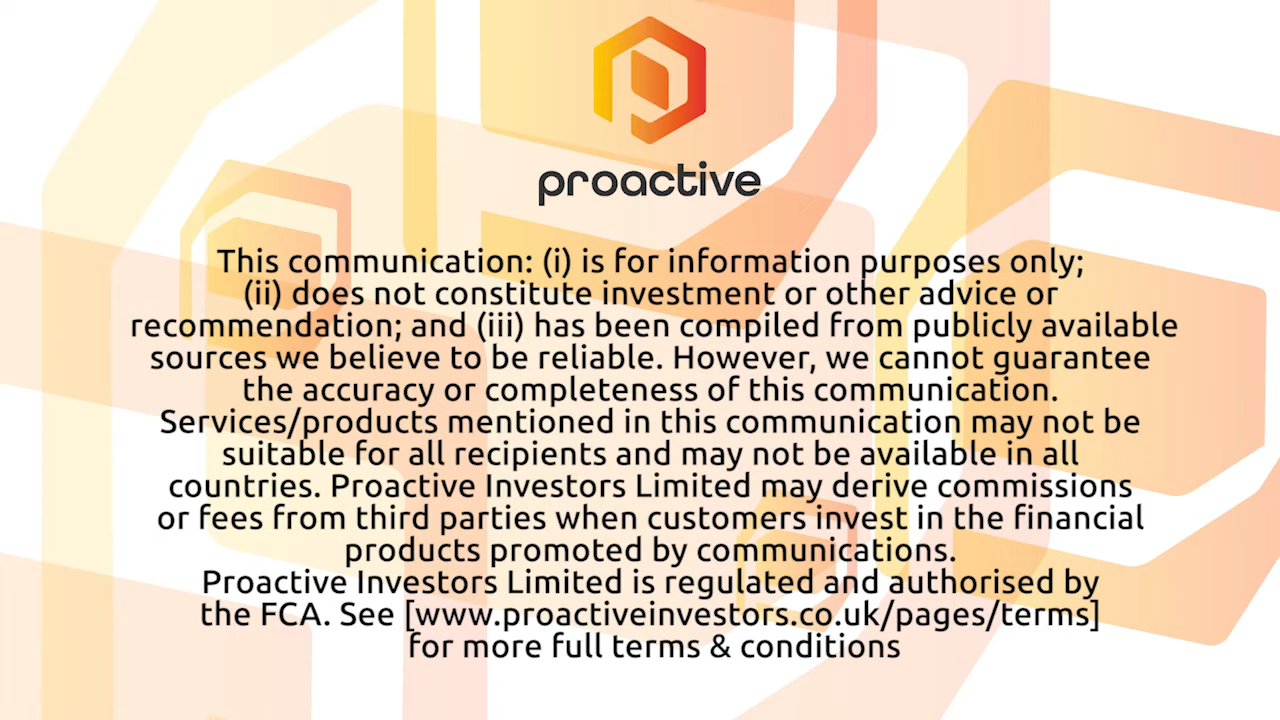 proactive
This communication: (i) is for information purposes only;
(ii) does not constitute investment or other advice or
recommendation; and (iii) has been compiled from publicly available
sources we believe to be reliable. However, we cannot guarantee
the accuracy or completeness of this communication.
Services/products mentioned in this communication may not be
suitable for all recipients and may not be available in all
countries. Proactive Investors Limited may derive commissions
or fees from third parties when customers invest in the financial
products promoted by communications.
Proactive Investors Limited is regulated and authorised by
the FCA. See [www.proactiveinvestors.co.uk/pages/terms]
for more full terms & conditions